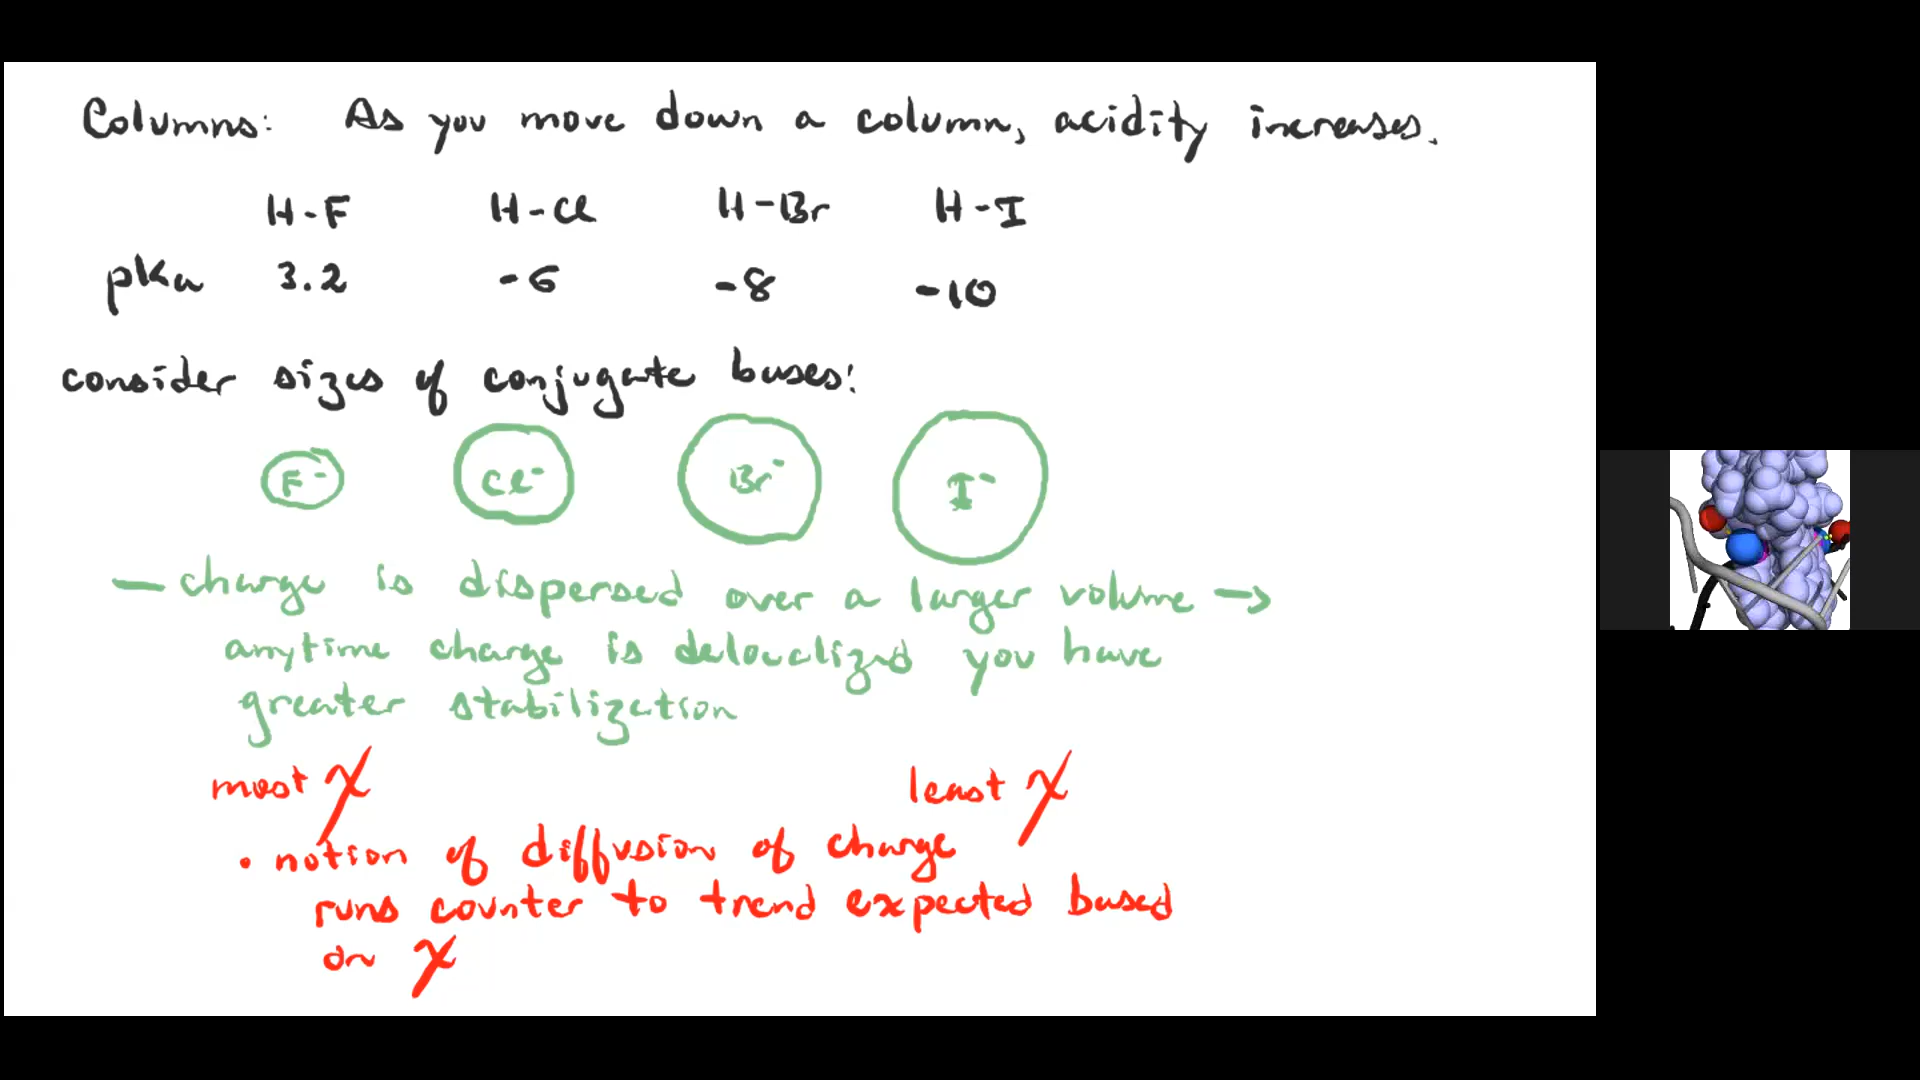 Columns: As you move down a column, acidity increases.
H-F H-Cl H-Br H-I
pKa 3.2 -6 -8 -10
consider sizes of conjugate bases:
F⁻ Cl⁻ Br⁻ I⁻
— charge is dispersed over a larger volume →
anytime charge is delocalized you have
greater stabilization
most χ least χ
• notion of diffusion of charge
runs counter to trend expected based
on χ